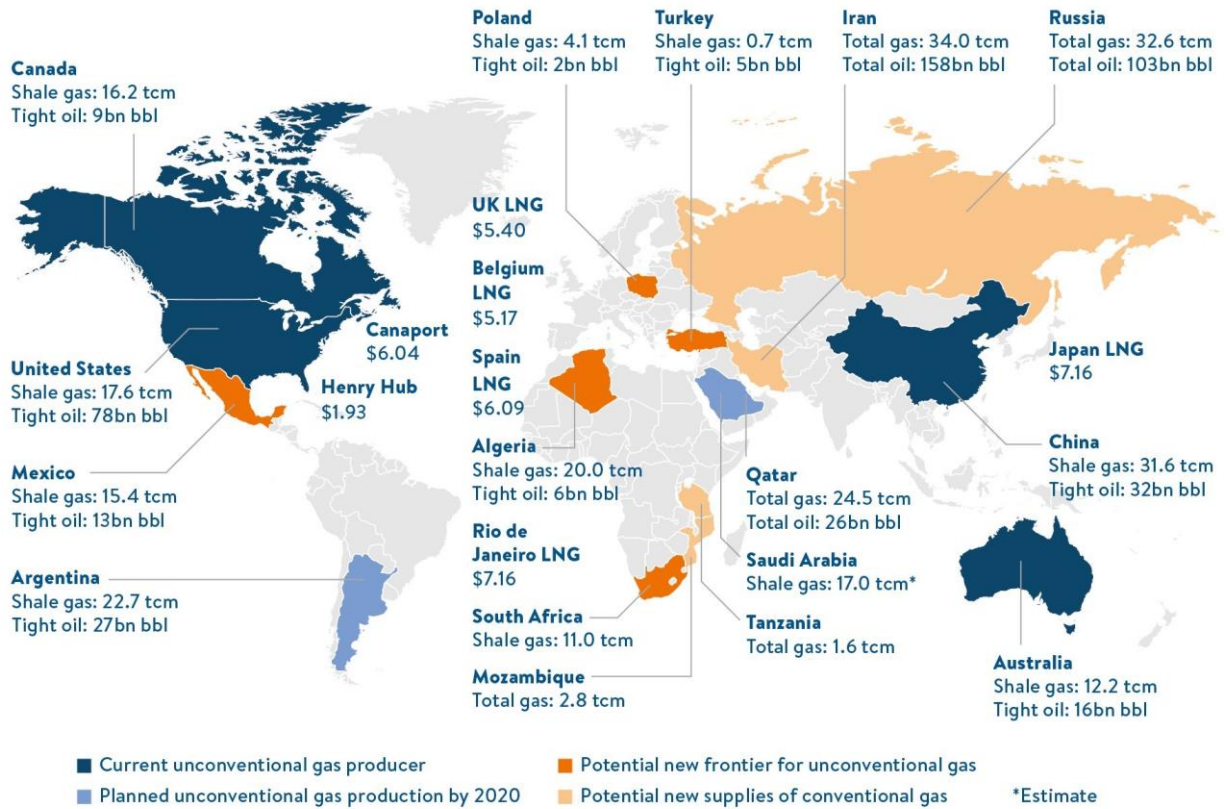 Poland
Shale gas: 4.1 tcm
Tight oil: 2bn bbl
Turkey
Shale gas: 0.7 tcm
Tight oil: 5bn bbl
Iran
Total gas: 34.0 tcm
Total oil: 158bn bbl
Russia
Total gas: 32.6 tcm
Total oil: 103bn bbl
Canada
Shale gas: 16.2 tcm
Tight oil: 9bn bbl
UK LNG
$5.40
Belgium
LNG
$5.17
Canaport
$6.04
Spain
LNG
$6.09
Japan LNG
$7.16
United States
Shale gas: 17.6 tcm
Tight oil: 78bn bbl
Henry Hub
$1.93
Algeria
Shale gas: 20.0 tcm
Tight oil: 6bn bbl
China
Shale gas: 31.6 tcm
Tight oil: 32bn bbl
Mexico
Shale gas: 15.4 tcm
Tight oil: 13bn bbl
Qatar
Total gas: 24.5 tcm
Total oil: 26bn bbl
Rio de
Janeiro LNG
$7.16
Saudi Arabia
Shale gas: 17.0 tcm*
Argentina
Shale gas: 22.7 tcm
Tight oil: 27bn bbl
South Africa
Shale gas: 11.0 tcm
Tanzania
Total gas: 1.6 tcm
Mozambique
Total gas: 2.8 tcm
Australia
Shale gas: 12.2 tcm
Tight oil: 16bn bbl
Current unconventional gas producer
Potential new frontier for unconventional gas
Planned unconventional gas production by 2020
Potential new supplies of conventional gas
*Estimate